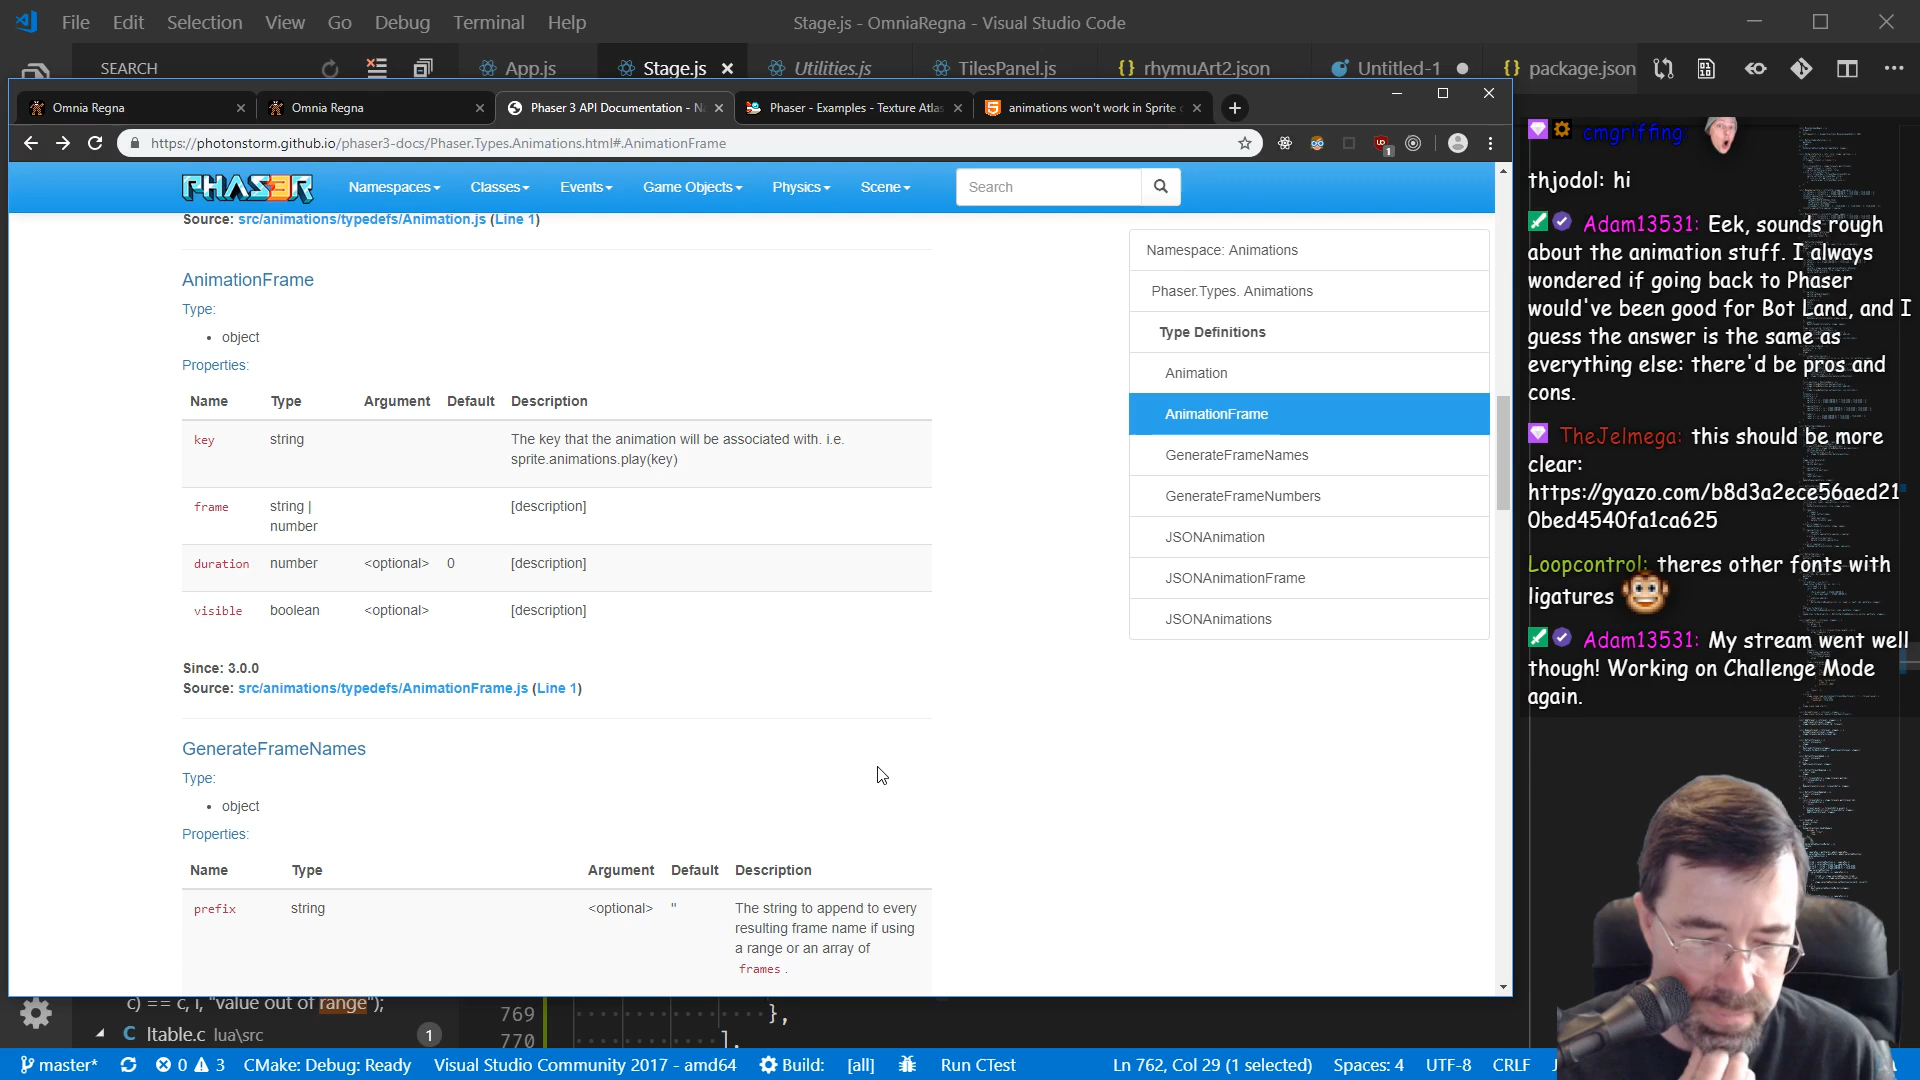 File Edit Selection View Go Debug Terminal Help
Stage.js - OmniaRegna - Visual Studio Code
SEARCH
App.js
Stage.js
Utilities.js
TilesPanel.js
{} rhymuArt2.json
Untitled-1
{} package.json
Omnia Regna
Omnia Regna
Phaser 3 API Documentation - N
Phaser - Examples - Texture Atlas
animations won't work in Sprite
https://photonstorm.github.io/phaser3-docs/Phaser.Types.Animations.html#.AnimationFrame
PHAS3R
Namespaces
Classes
Events
Game Objects
Physics
Scene
Search
Source: src/animations/typedefs/Animation.js (Line 1)
AnimationFrame
Type:
object
Properties:
Name Type Argument Default Description
key string The key that the animation will be associated with. i.e.
sprite.animations.play(key)
frame string | [description]
number
duration number <optional> 0 [description]
visible boolean <optional> [description]
Since: 3.0.0
Source: src/animations/typedefs/AnimationFrame.js (Line 1)
GenerateFrameNames
Type:
object
Properties:
Name Type Argument Default Description
prefix string <optional> '' The string to append to every
resulting frame name if using
a range or an array of
frames .
Namespace: Animations
Phaser.Types. Animations
Type Definitions
Animation
AnimationFrame
GenerateFrameNames
GenerateFrameNumbers
JSONAnimation
JSONAnimationFrame
JSONAnimations
cmgriffing
thjodol: hi
Adam13531: Eek, sounds rough
about the animation stuff. I always
wondered if going back to Phaser
would've been good for Bot Land, and I
guess the answer is the same as
everything else: there'd be pros and
cons.
TheJelmega: this should be more
clear:
https://gyazo.com/b8d3a2ece56aed21
0bed4540fa1ca625
Loopcontrol: theres other fonts with
ligatures
Adam13531: My stream went well
though! Working on Challenge Mode
again.
c) == c, i, "value out of range");
C ltable.c lua\src 1
769 },
770 ],
master* 0 3 CMake: Debug: Ready Visual Studio Community 2017 - amd64 Build: [all] Run CTest Ln 762, Col 29 (1 selected) Spaces: 4 UTF-8 CRLF